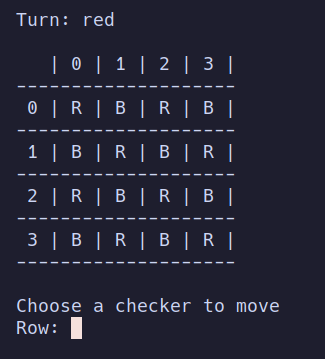 Turn: red
| 0 | 1 | 2 | 3 |
--------------------
0 | R | B | R | B |
--------------------
1 | B | R | B | R |
--------------------
2 | R | B | R | B |
--------------------
3 | B | R | B | R |
--------------------
Choose a checker to move
Row: